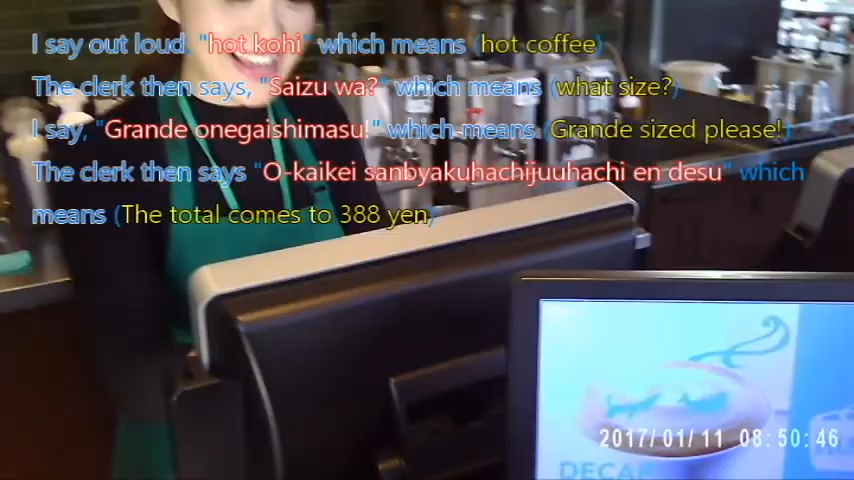 I say out loud. "hot kohi" which means (hot coffee)
The clerk then says, "Saizu wa?" which means (what size?)
I say, "Grande onegaishimasu!" which means (Grande sized please!)
The clerk then says "O-kaikei sanbyakuhachijuuhachi en desu" which
means (The total comes to 388 yen)
2017/01/11 08:50:46
DECAF